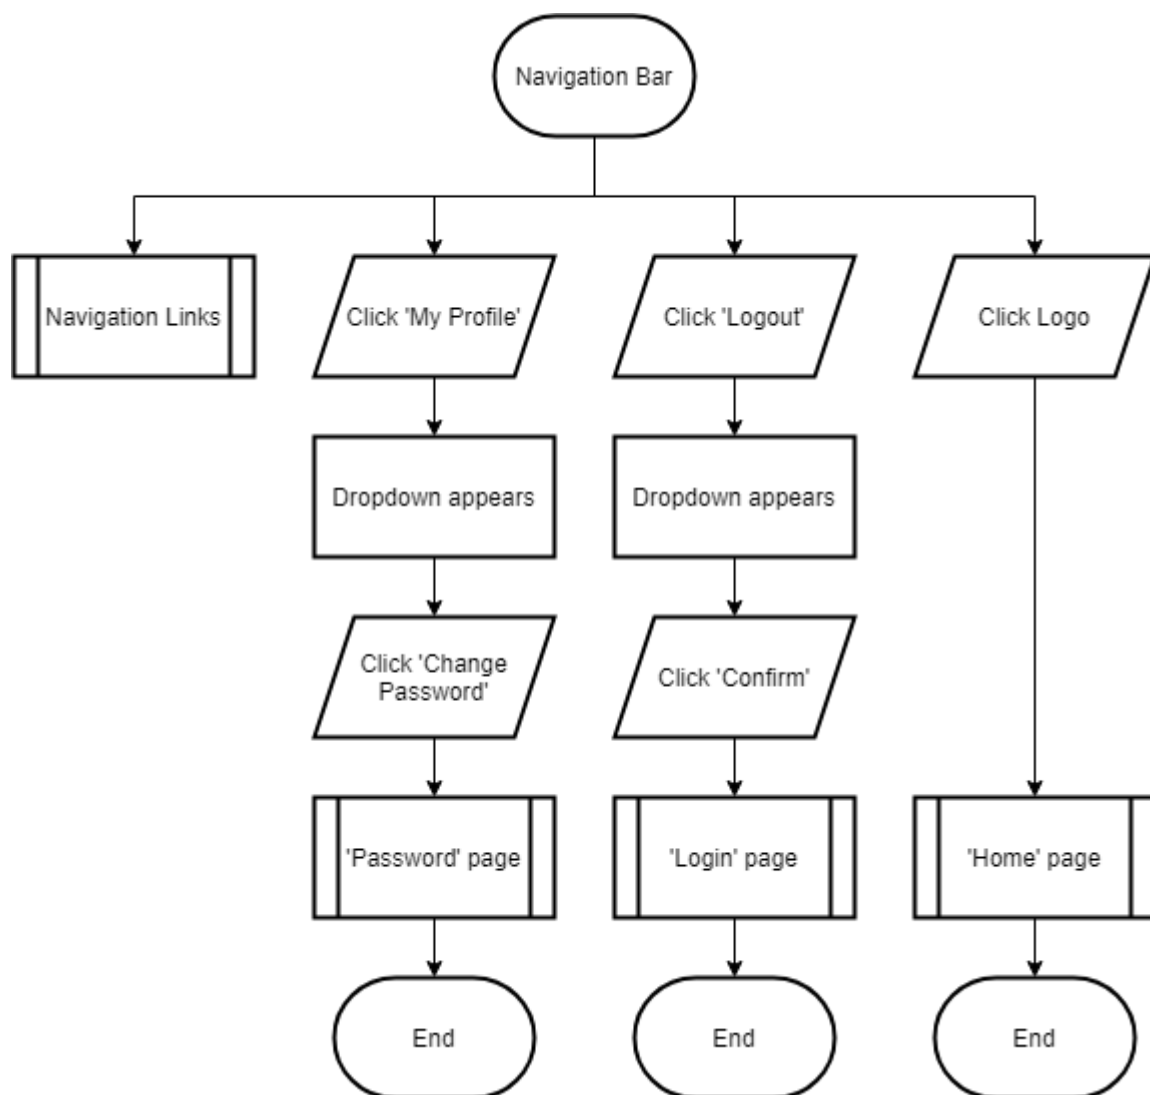 Navigation Bar
Navigation Links
Click 'My Profile'
Click 'Logout'
Click Logo
Dropdown appears
Dropdown appears
Click 'Change
Password'
Click 'Confirm'
'Password' page
'Login' page
'Home' page
End
End
End